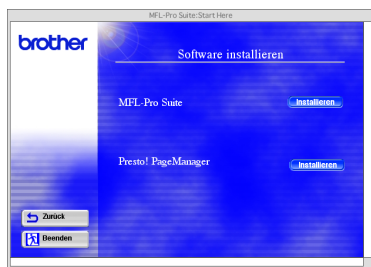 MFL-Pro Suite:Start Here
brother
Software installieren
MFL-Pro Suite
Installieren
Presto! PageManager
Installieren
Zurück
Beenden